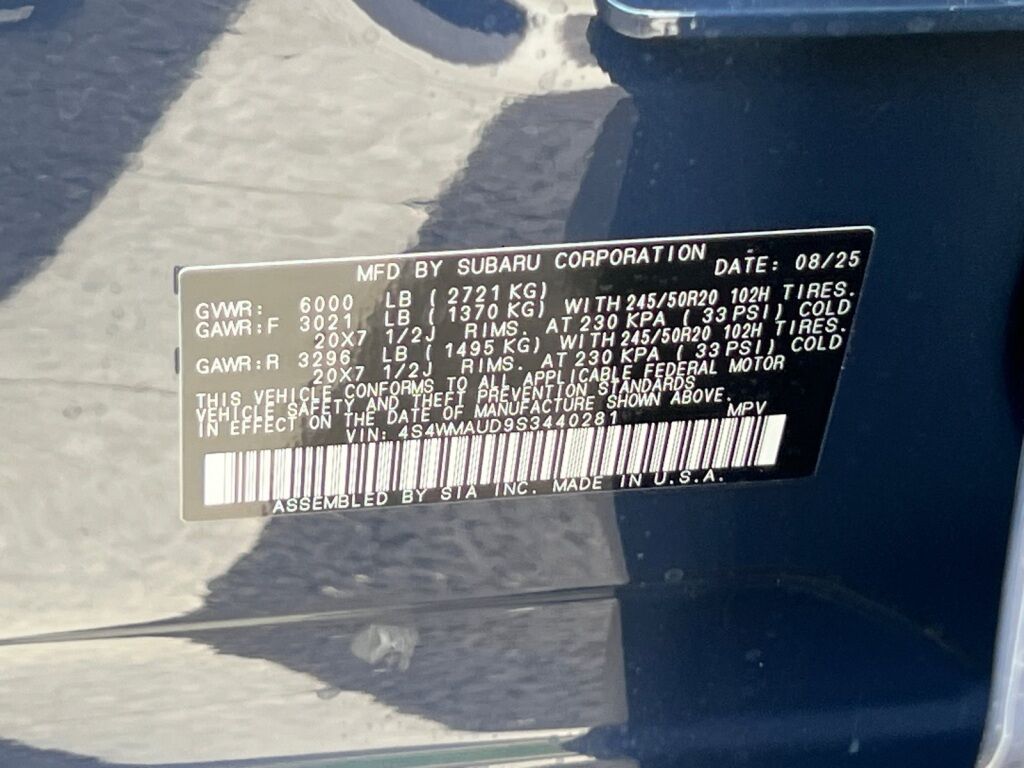 MFD BY SUBARU CORPORATION DATE: 08/25
GVWR: 6000 LB ( 2721 KG)
GAWR:F 3021 LB ( 1370 KG) WITH 245/50R20 102H TIRES.
20X7 1/2J RIMS. AT 230 KPA ( 33 PSI) COLD
GAWR:R 3296 LB ( 1495 KG) WITH 245/50R20 102H TIRES.
20X7 1/2J RIMS. AT 230 KPA ( 33 PSI) COLD
THIS VEHICLE CONFORMS TO ALL APPLICABLE FEDERAL MOTOR
VEHICLE SAFETY AND THEFT PREVENTION STANDARDS
IN EFFECT ON THE DATE OF MANUFACTURE SHOWN ABOVE.
VIN: 4S4WMAUD9S3440281 MPV
ASSEMBLED BY SIA INC. MADE IN U.S.A.